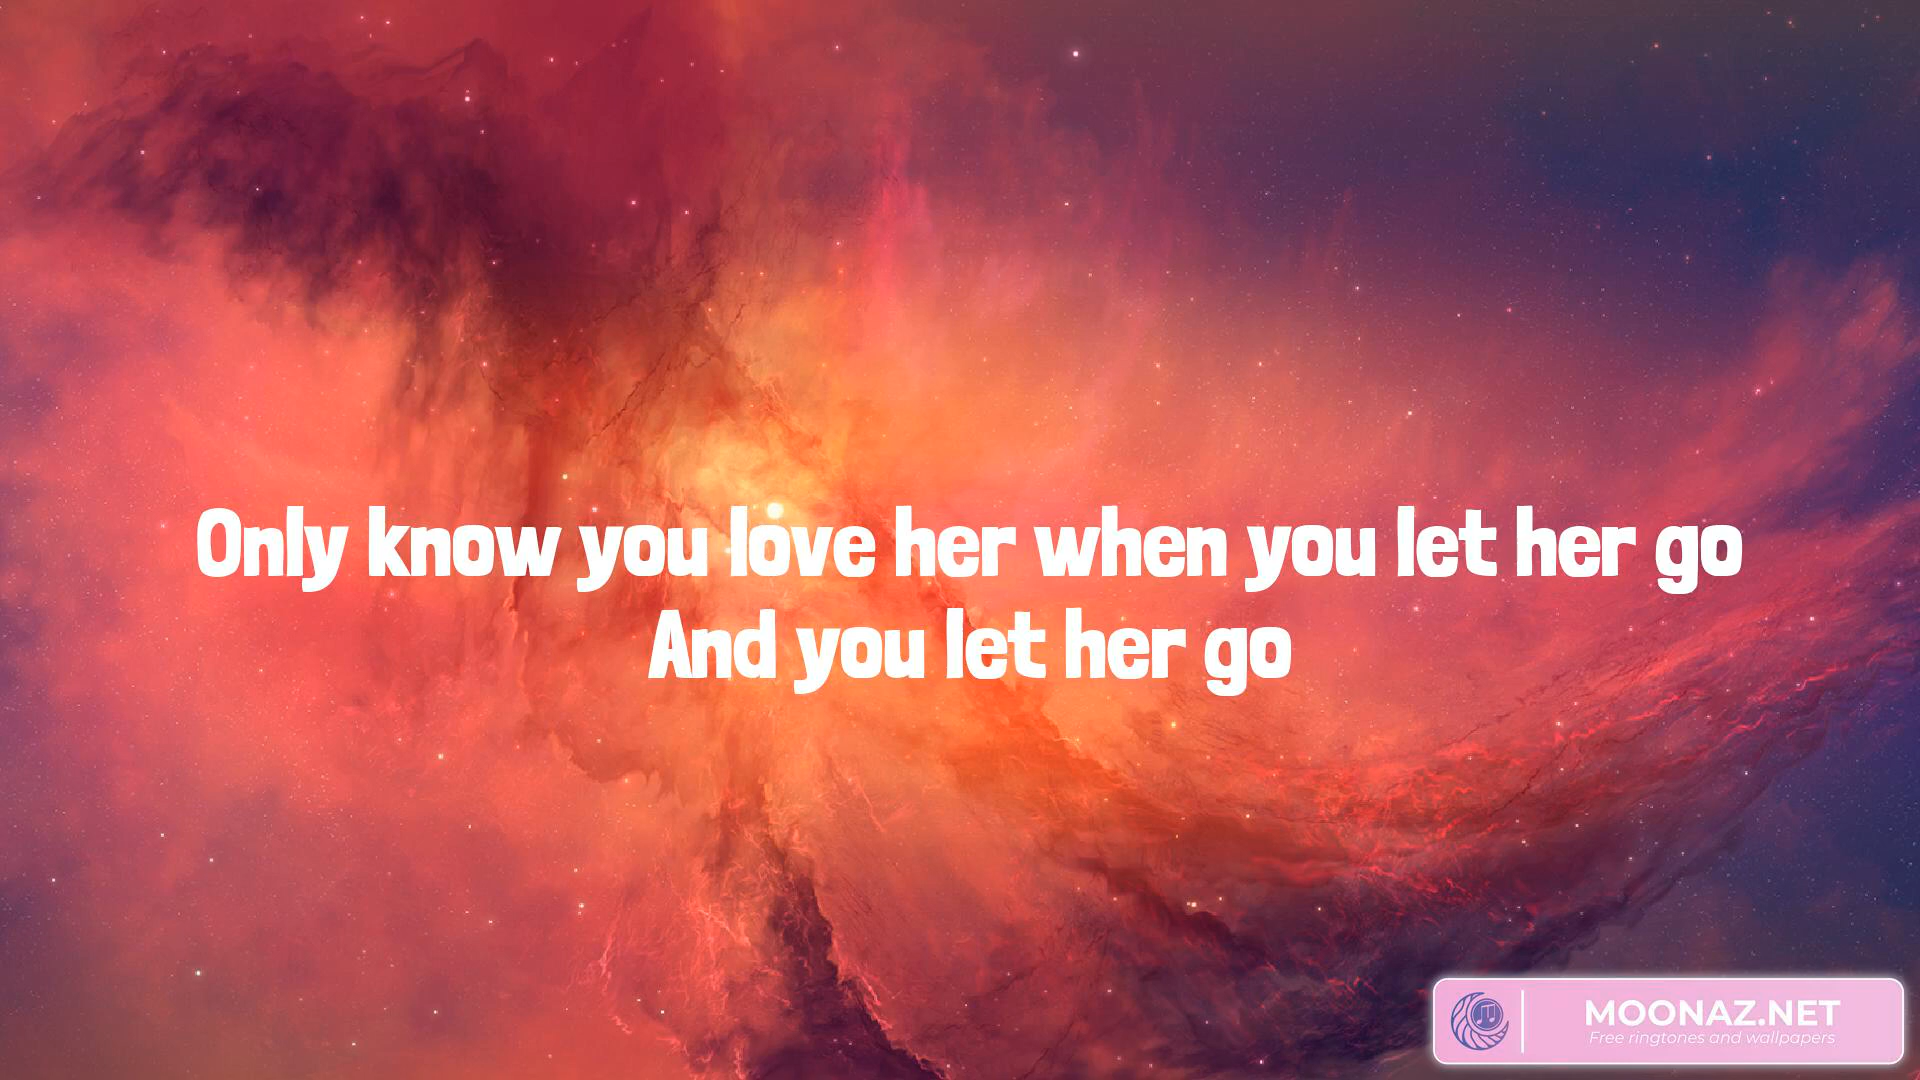 Only know you love her when you let her go
And you let her go
MOONAZ.NET
Free ringtones and wallpapers